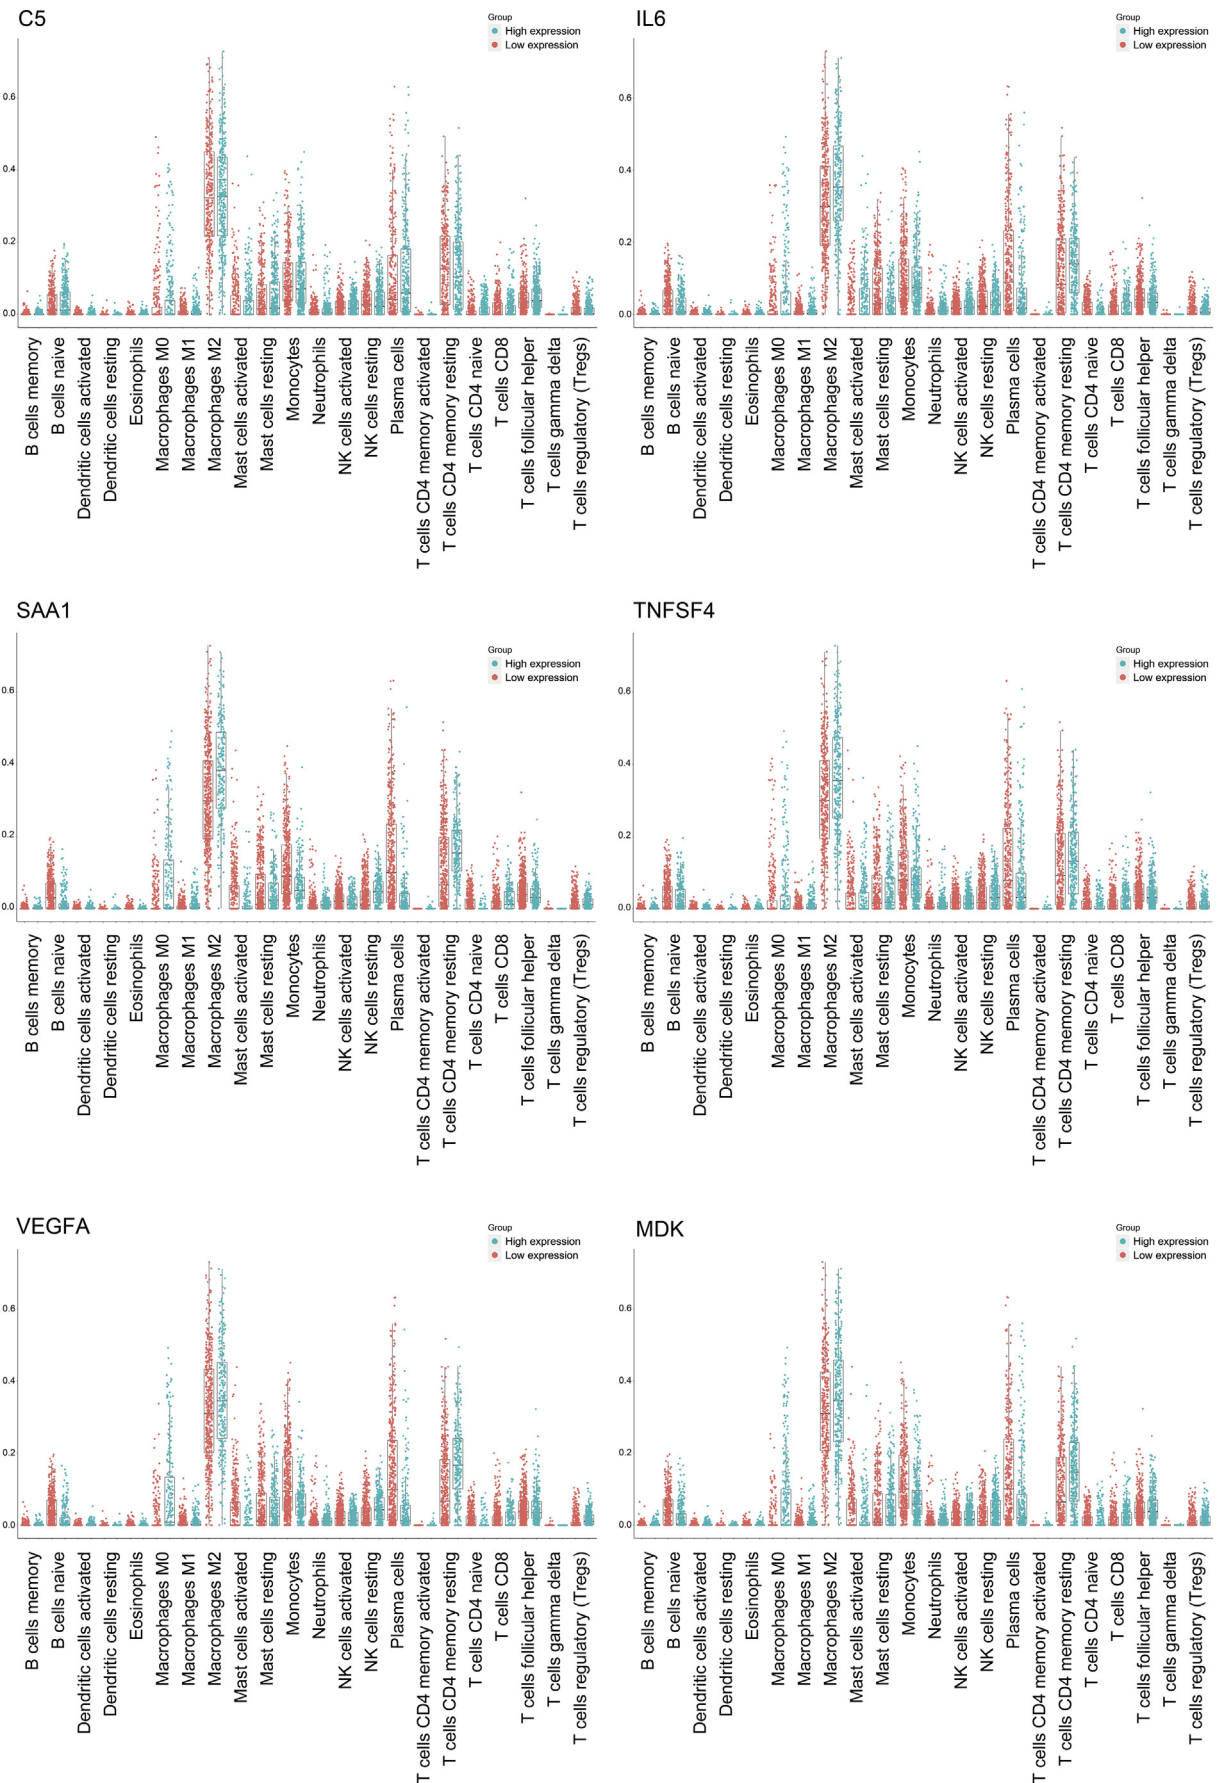 C5
Group
High expression
Low expression
0.6
0.4
0.2
0.0
B cells memory
B cells naive
Dendritic cells activated
Dendritic cells resting
Eosinophils
Macrophages M0
Macrophages M1
Macrophages M2
Mast cells activated
Mast cells resting
Monocytes
Neutrophils
NK cells activated
NK cells resting
Plasma cells
T cells CD4 memory activated
T cells CD4 memory resting
T cells CD4 naive
T cells CD8
T cells follicular helper
T cells gamma delta
T cells regulatory (Tregs)
IL6
Group
High expression
Low expression
0.6
0.4
0.2
0.0
B cells memory
B cells naive
Dendritic cells activated
Dendritic cells resting
Eosinophils
Macrophages M0
Macrophages M1
Macrophages M2
Mast cells activated
Mast cells resting
Monocytes
Neutrophils
NK cells activated
NK cells resting
Plasma cells
T cells CD4 memory activated
T cells CD4 memory resting
T cells CD4 naive
T cells CD8
T cells follicular helper
T cells gamma delta
T cells regulatory (Tregs)
SAA1
Group
High expression
Low expression
0.6
0.4
0.2
0.0
B cells memory
B cells naive
Dendritic cells activated
Dendritic cells resting
Eosinophils
Macrophages M0
Macrophages M1
Macrophages M2
Mast cells activated
Mast cells resting
Monocytes
Neutrophils
NK cells activated
NK cells resting
Plasma cells
T cells CD4 memory activated
T cells CD4 memory resting
T cells CD4 naive
T cells CD8
T cells follicular helper
T cells gamma delta
T cells regulatory (Tregs)
TNFSF4
Group
High expression
Low expression
0.6
0.4
0.2
0.0
B cells memory
B cells naive
Dendritic cells activated
Dendritic cells resting
Eosinophils
Macrophages M0
Macrophages M1
Macrophages M2
Mast cells activated
Mast cells resting
Monocytes
Neutrophils
NK cells activated
NK cells resting
Plasma cells
T cells CD4 memory activated
T cells CD4 memory resting
T cells CD4 naive
T cells CD8
T cells follicular helper
T cells gamma delta
T cells regulatory (Tregs)
VEGFA
Group
High expression
Low expression
0.6
0.4
0.2
0.0
B cells memory
B cells naive
Dendritic cells activated
Dendritic cells resting
Eosinophils
Macrophages M0
Macrophages M1
Macrophages M2
Mast cells activated
Mast cells resting
Monocytes
Neutrophils
NK cells activated
NK cells resting
Plasma cells
T cells CD4 memory activated
T cells CD4 memory resting
T cells CD4 naive
T cells CD8
T cells follicular helper
T cells gamma delta
T cells regulatory (Tregs)
MDK
Group
High expression
Low expression
0.6
0.4
0.2
0.0
B cells memory
B cells naive
Dendritic cells activated
Dendritic cells resting
Eosinophils
Macrophages M0
Macrophages M1
Macrophages M2
Mast cells activated
Mast cells resting
Monocytes
Neutrophils
NK cells activated
NK cells resting
Plasma cells
T cells CD4 memory activated
T cells CD4 memory resting
T cells CD4 naive
T cells CD8
T cells follicular helper
T cells gamma delta
T cells regulatory (Tregs)